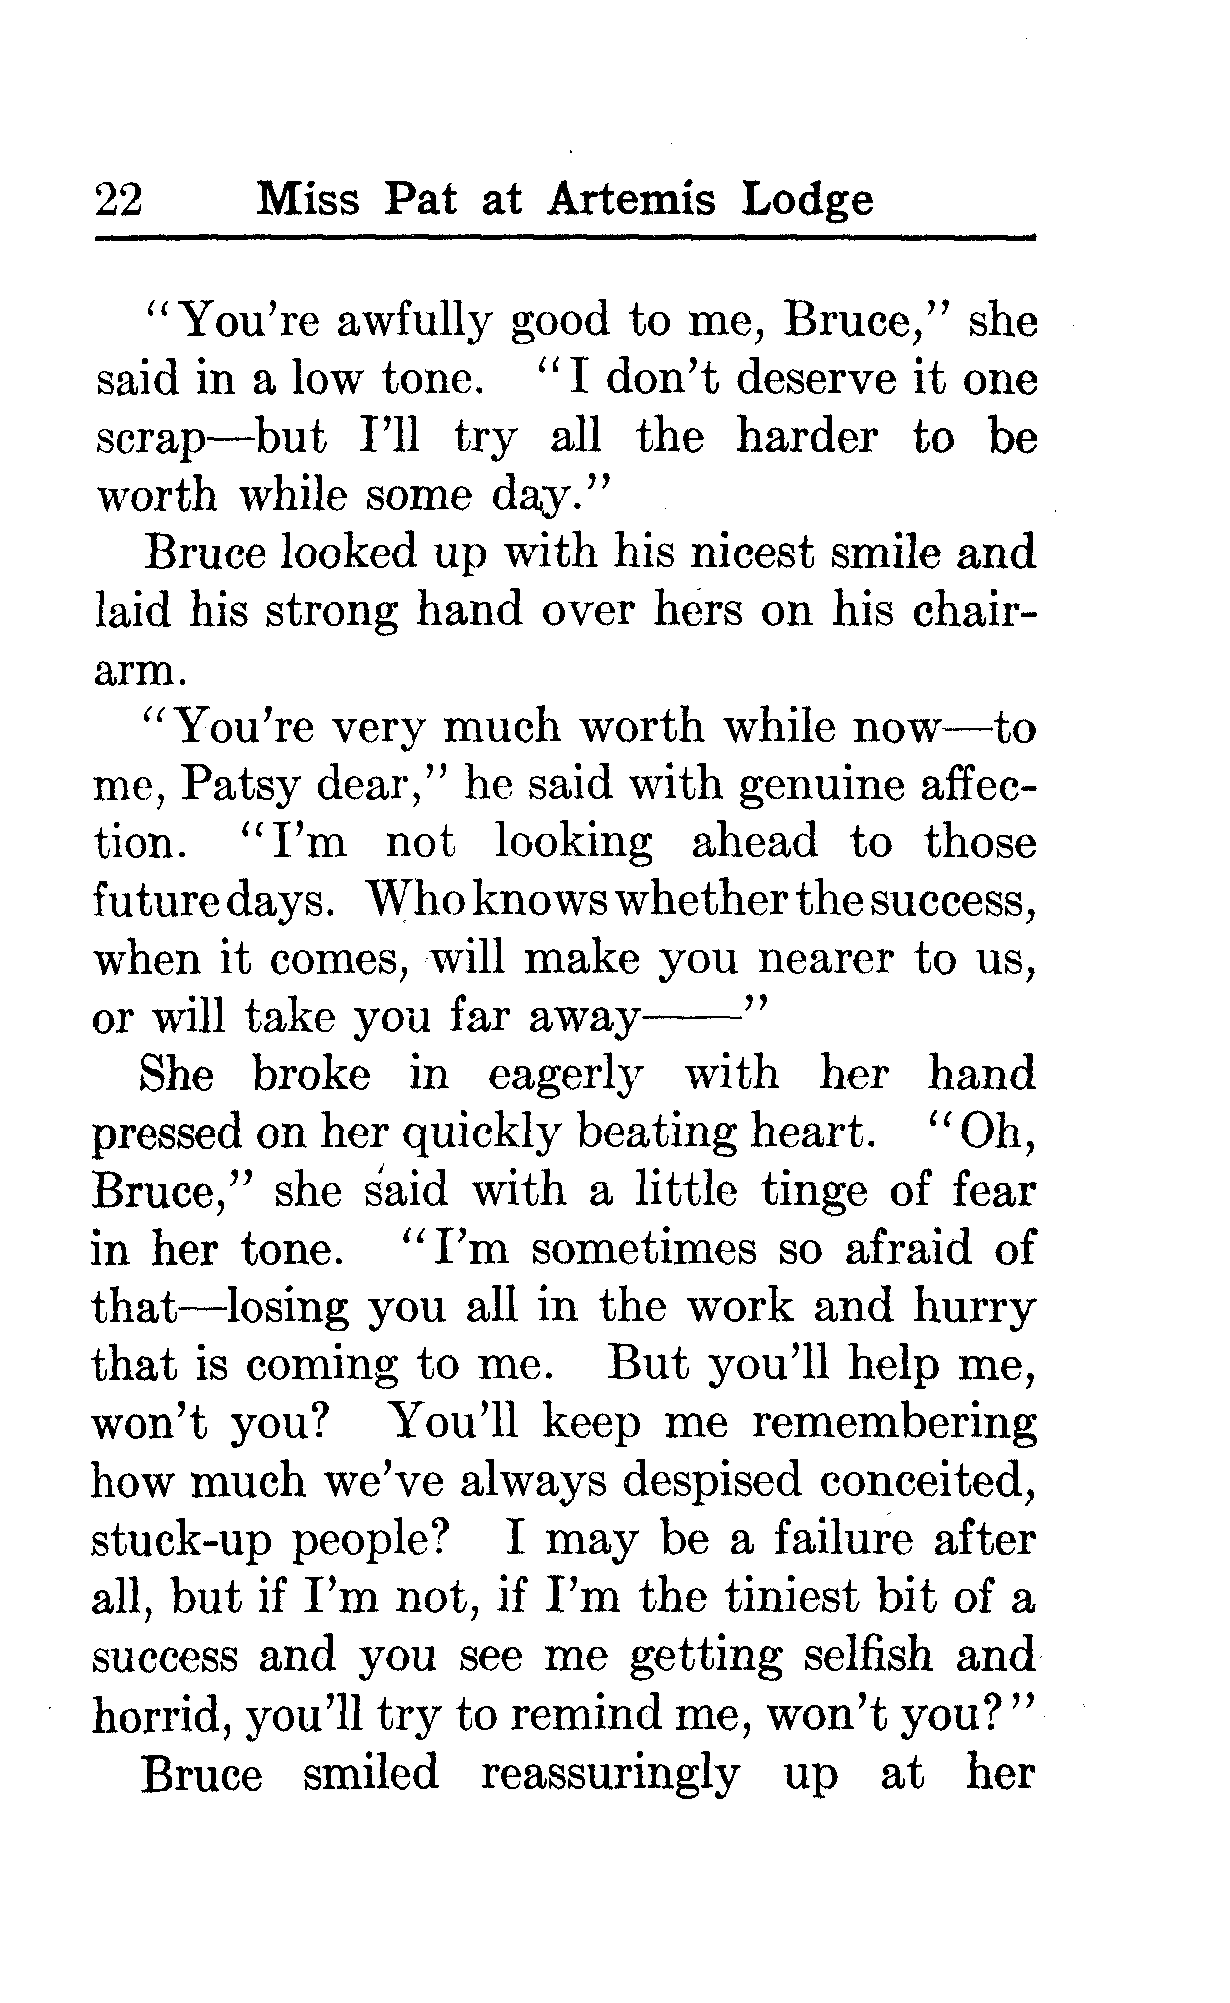 22 Miss Pat at Artemis Lodge
"You're awfully good to me, Bruce," she
said in a low tone. "I don't deserve it one
scrap—but I'll try all the harder to be
worth while some day."
Bruce looked up with his nicest smile and
laid his strong hand over hers on his chair-
arm.
"You're very much worth while now—to
me, Patsy dear," he said with genuine affec-
tion. "I'm not looking ahead to those
future days. Who knows whether the success,
when it comes, will make you nearer to us,
or will take you far away——"
She broke in eagerly with her hand
pressed on her quickly beating heart. "Oh,
Bruce," she said with a little tinge of fear
in her tone. "I'm sometimes so afraid of
that—losing you all in the work and hurry
that is coming to me. But you'll help me,
won't you? You'll keep me remembering
how much we've always despised conceited,
stuck-up people? I may be a failure after
all, but if I'm not, if I'm the tiniest bit of a
success and you see me getting selfish and
horrid, you'll try to remind me, won't you?"
Bruce smiled reassuringly up at her